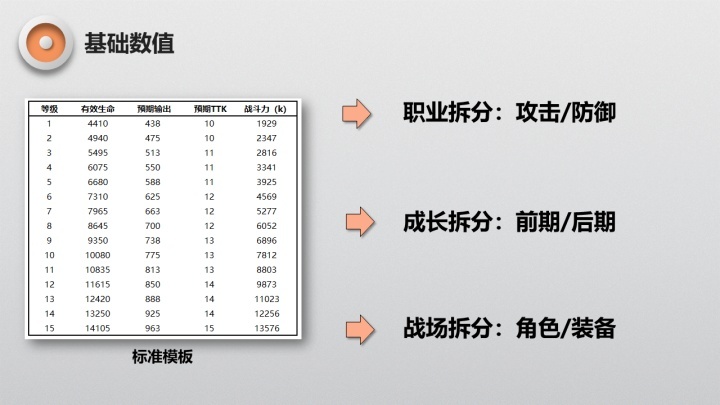 基础数值
等级 有效生命 预期输出 预期TTK 战斗力（k)
1 4410 438 10 1929
2 4940 475 10 2347
3 5495 513 11 2816
4 6075 550 11 3341
5 6680 588 11 3925
6 7310 625 12 4569
7 7965 663 12 5277
8 8645 700 12 6052
9 9350 738 13 6896
10 10080 775 13 7812
11 10835 813 13 8803
12 11615 850 14 9873
13 12420 888 14 11023
14 13250 925 14 12256
15 14105 963 15 13576
标准模板
职业拆分：攻击/防御
成长拆分：前期/后期
战场拆分：角色/装备